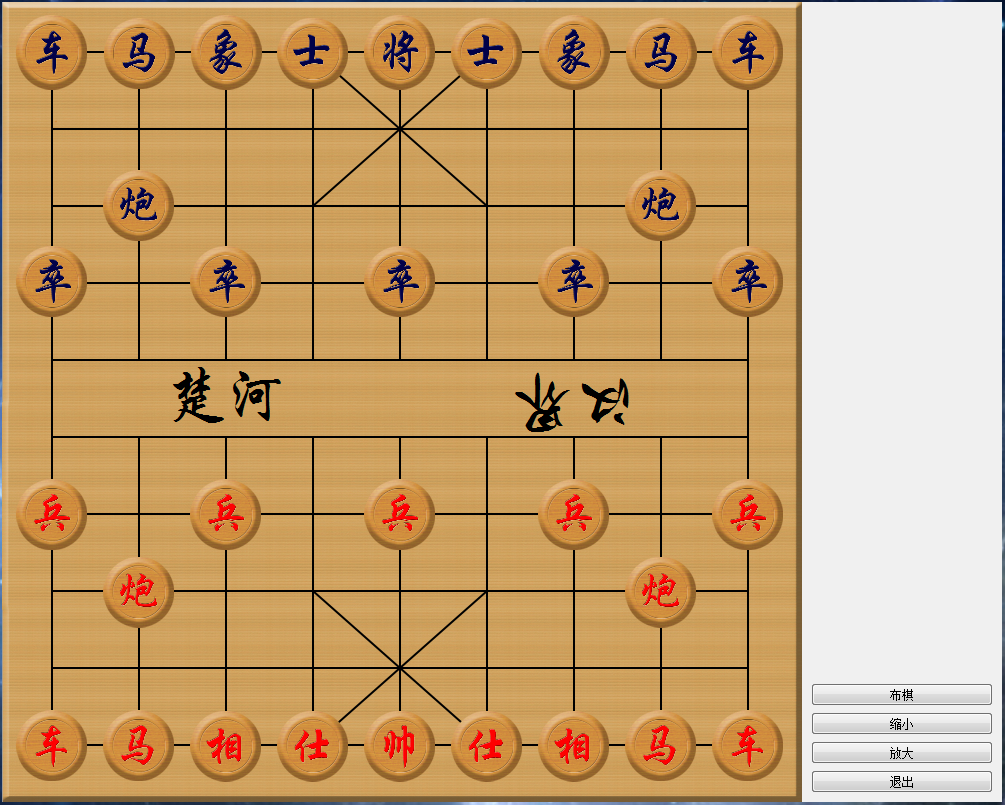 车马象士将士象马车
炮 炮
卒 卒 卒 卒 卒
楚河 汉界
兵 兵 兵 兵 兵
炮 炮
车马相仕帅仕相马车
布棋
缩小
放大
退出